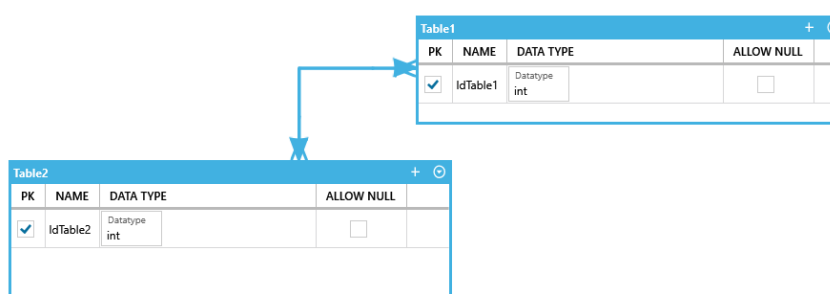 Table1 +
PK NAME DATA TYPE ALLOW NULL
IdTable1 Datatype int
Table2 +
PK NAME DATA TYPE ALLOW NULL
IdTable2 Datatype int